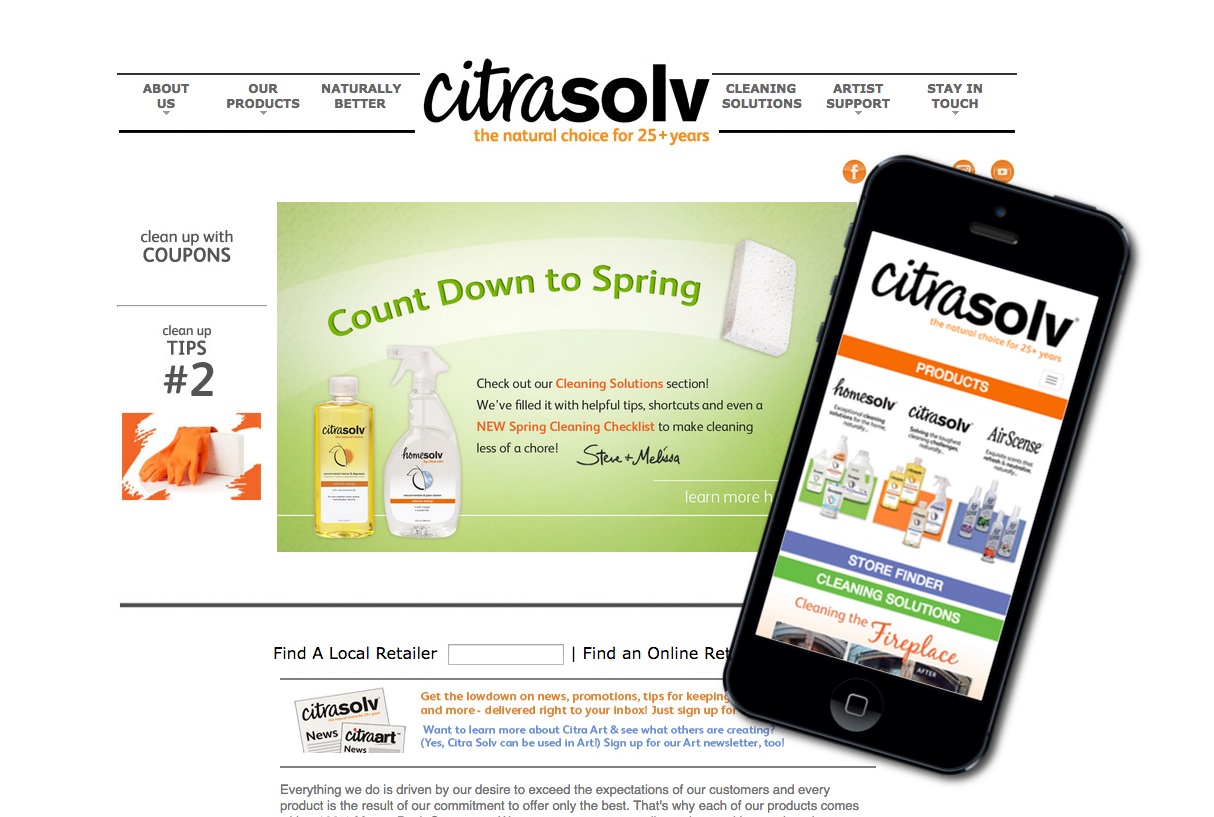 ABOUT
US
OUR
PRODUCTS
NATURALLY
BETTER
citrasolv
the natural choice for 25+years
CLEANING
SOLUTIONS
ARTIST
SUPPORT
STAY IN
TOUCH
clean up with
COUPONS
clean up
TIPS
#2
Count Down to Spring
Check out our Cleaning Solutions section!
We've filled it with helpful tips, shortcuts and even a
NEW Spring Cleaning Checklist to make cleaning
less of a chore!
Steve + Melissa
learn more h
citrasolv
homesolv
Find A Local Retailer | Find an Online Ret
citrasolv
the natural choice for 25+ years
News
citraart™
News
Get the lowdown on news, promotions, tips for keeping
and more - delivered right to your inbox! Just sign up for
Want to learn more about Citra Art & see what others are creating?
(Yes, Citra Solv can be used in Art!) Sign up for our Art newsletter, too!
Everything we do is driven by our desire to exceed the expectations of our customers and every
product is the result of our commitment to offer only the best. That's why each of our products comes
citrasolv®
the natural choice for 25+ years
PRODUCTS
homesolv
Exceptional cleaning
solutions for the home,
naturally...
citrasolv
Solving the toughest
cleaning challenges,
naturally...
AirScense
Exquisite scents that
refresh & neutralize,
naturally...
STORE FINDER
CLEANING SOLUTIONS
Cleaning the
Fireplace
AFTER